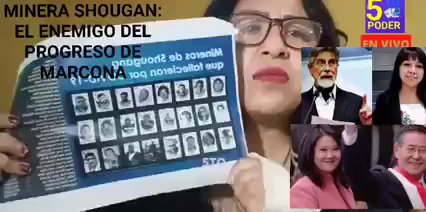 MINERA SHOUGAN:
EL ENEMIGO DEL
PROGRESO DE
MARCONA
5
PODER
EN VIVO
Mineros de Shougang
que fallecieron por